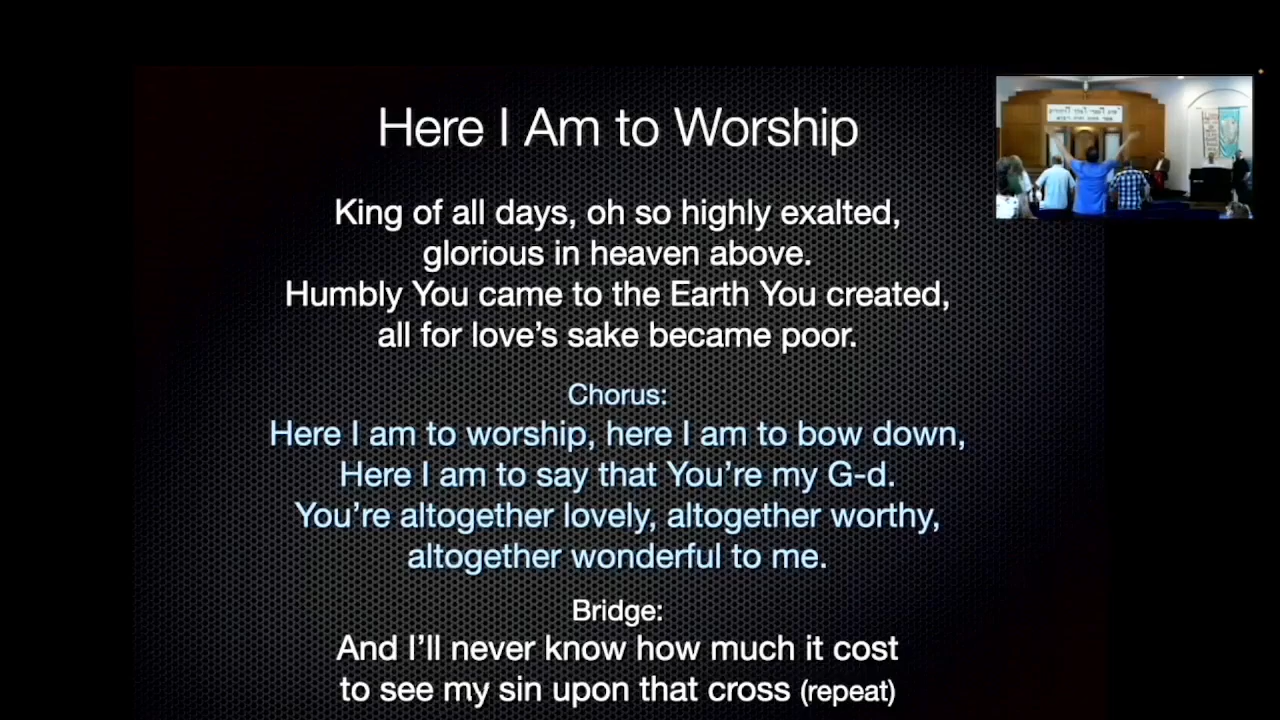 Here I Am to Worship
King of all days, oh so highly exalted,
glorious in heaven above.
Humbly You came to the Earth You created,
all for love’s sake became poor.
Chorus:
Here I am to worship, here I am to bow down,
Here I am to say that You’re my G-d.
You’re altogether lovely, altogether worthy,
altogether wonderful to me.
Bridge:
And I’ll never know how much it cost
to see my sin upon that cross (repeat)